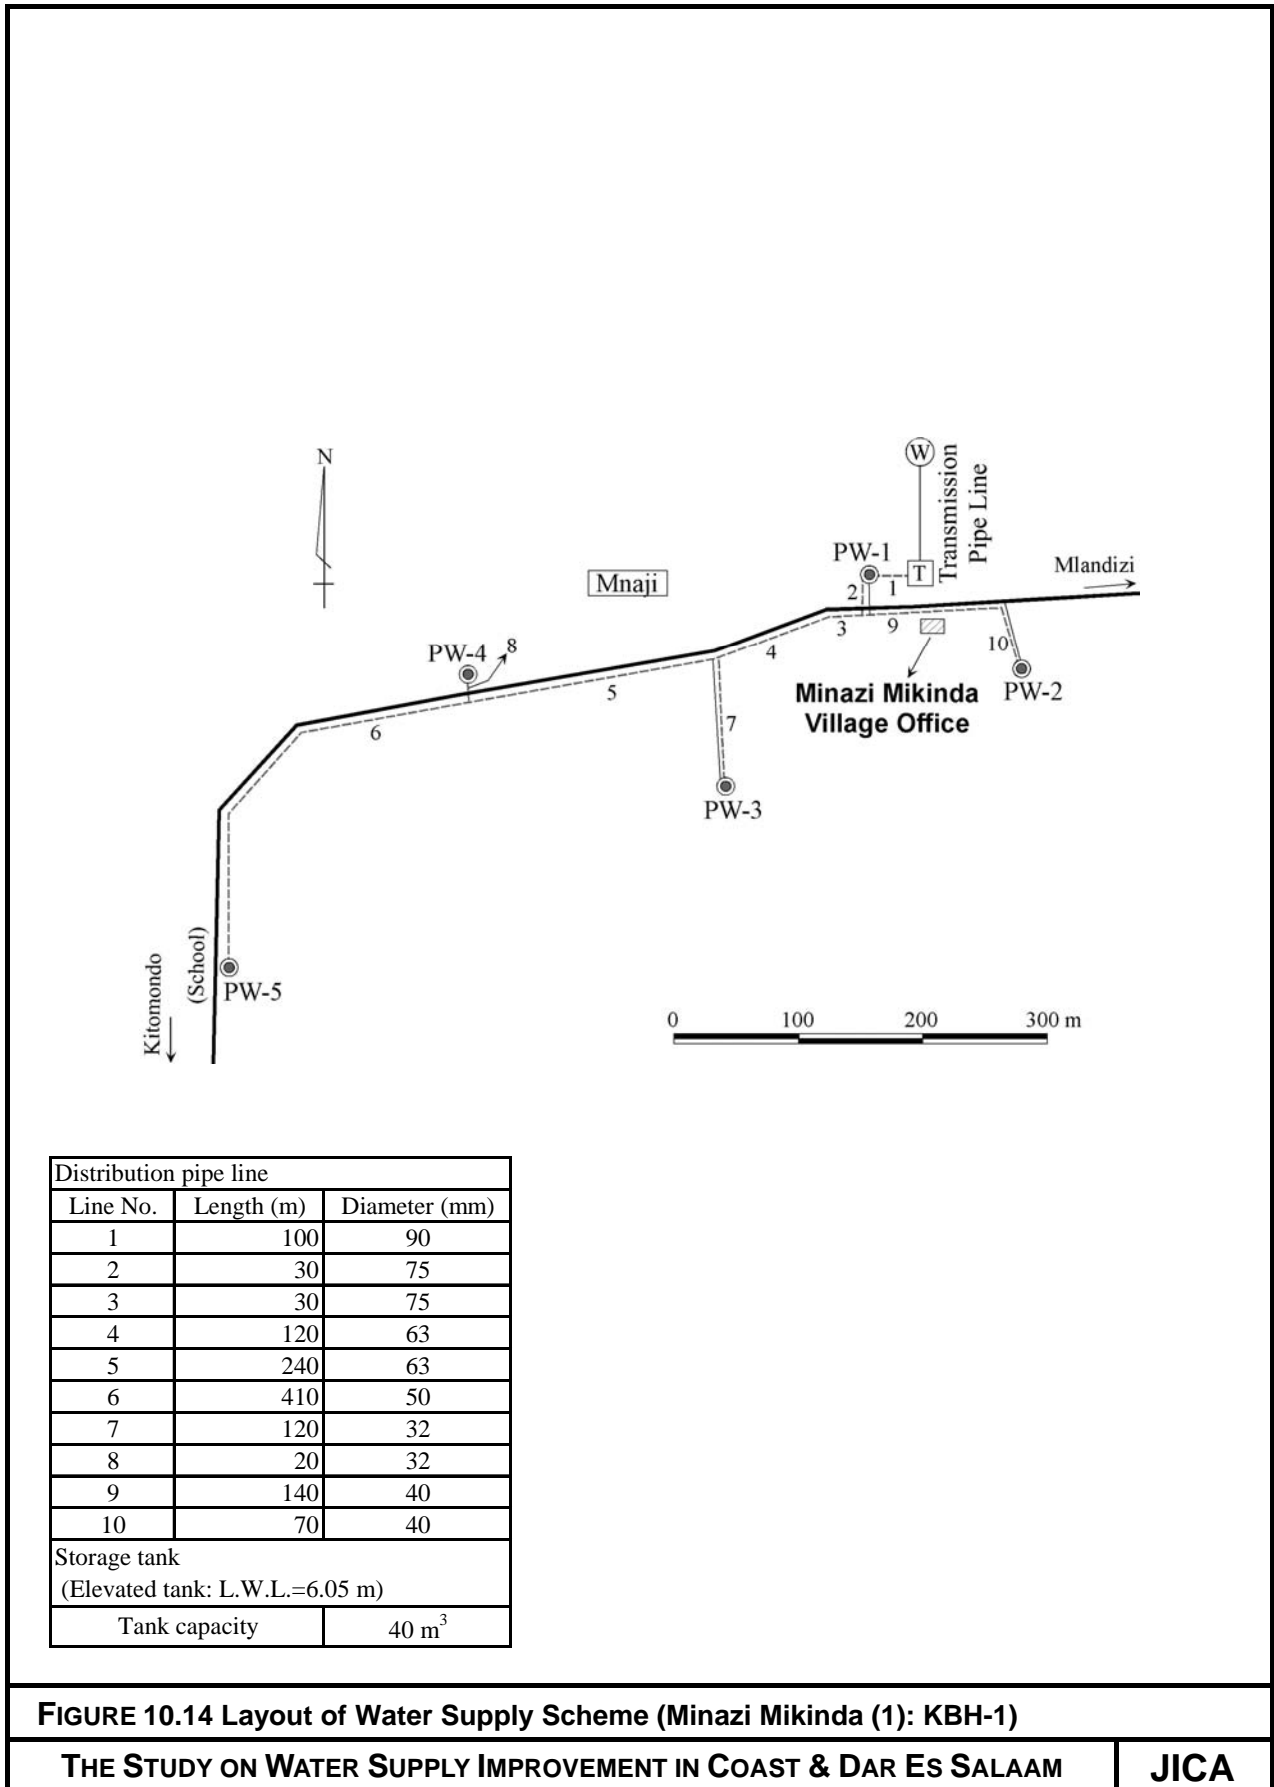 N
W
Transmission
Pipe Line
PW-1
T
Mlandizi
Mnaji
2
1
3
9
10
PW-4
8
4
5
PW-2
Minazi Mikinda
Village Office
7
6
PW-3
Kitomondo
(School)
PW-5
0 100 200 300 m
Distribution pipe line
Line No. Length (m) Diameter (mm)
1 100 90
2 30 75
3 30 75
4 120 63
5 240 63
6 410 50
7 120 32
8 20 32
9 140 40
10 70 40
Storage tank
(Elevated tank: L.W.L.=6.05 m)
Tank capacity 40 m³
FIGURE 10.14 Layout of Water Supply Scheme (Minazi Mikinda (1): KBH-1)
THE STUDY ON WATER SUPPLY IMPROVEMENT IN COAST & DAR ES SALAAM JICA